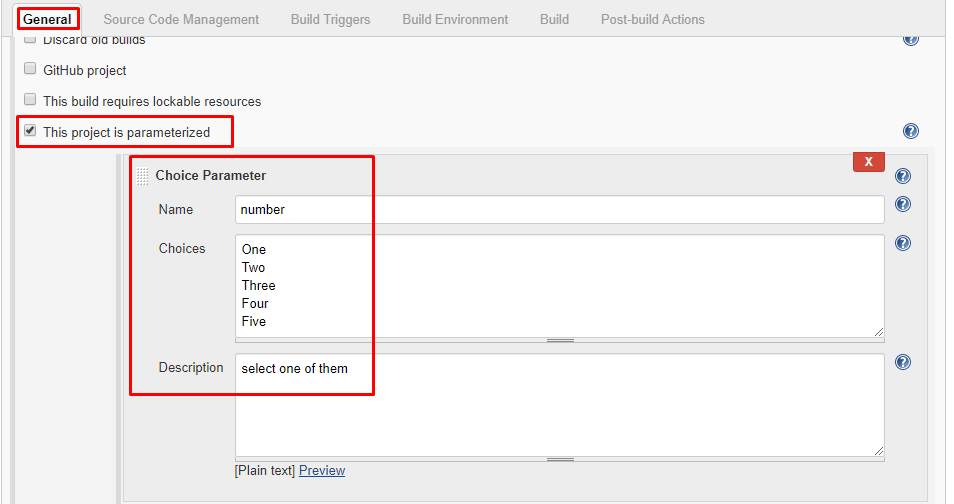 General Source Code Management Build Triggers Build Environment Build Post-build Actions
Discard old builds
GitHub project
This build requires lockable resources
This project is parameterized
X
Choice Parameter
Name number
Choices One
Two
Three
Four
Five
Description select one of them
[Plain text] Preview